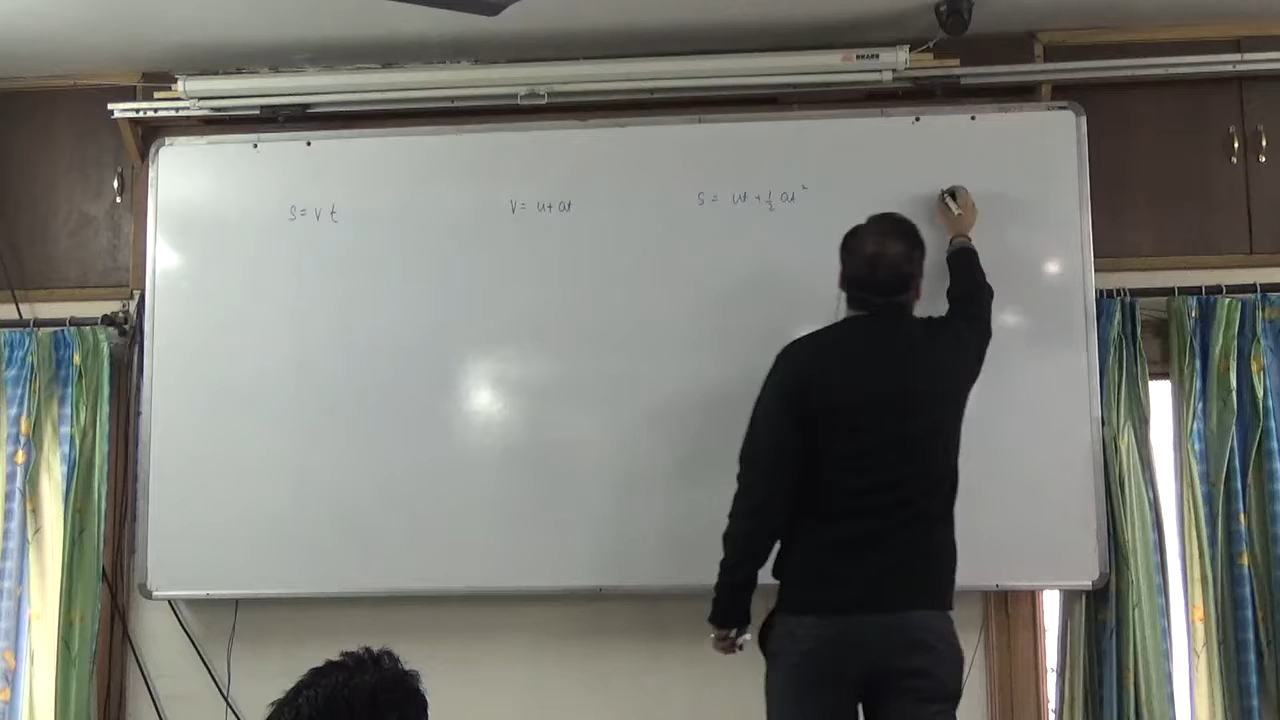 S = v t
V = u + at
S = ut + 1/2 at²